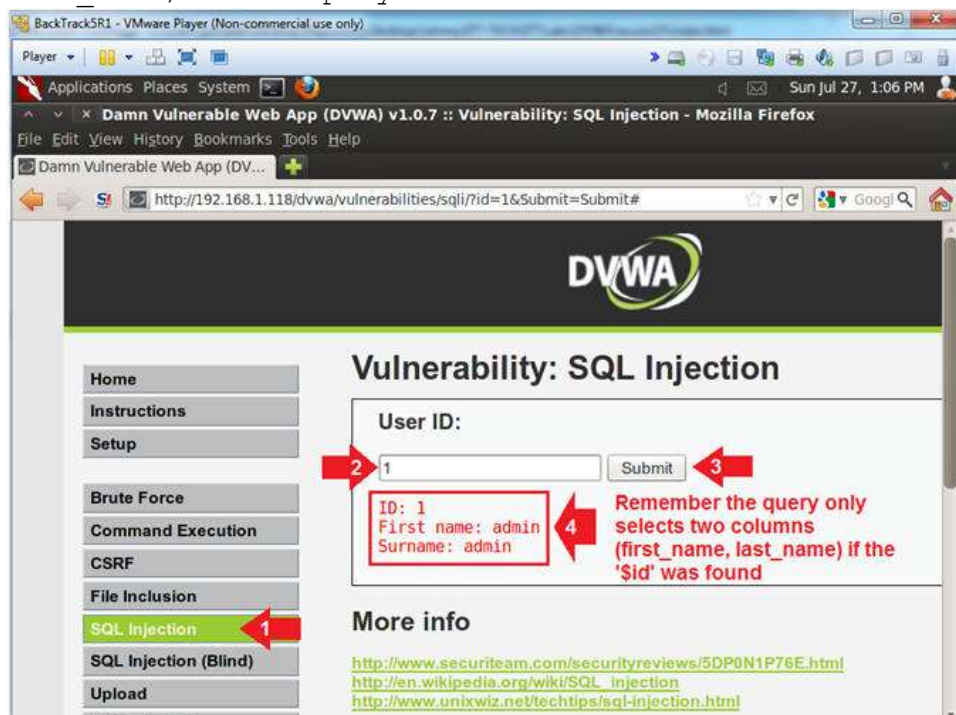 BackTrack5R1 - VMware Player (Non-commercial use only)
Player
Applications Places System
Sun Jul 27, 1:06 PM
Damn Vulnerable Web App (DVWA) v1.0.7 :: Vulnerability: SQL Injection - Mozilla Firefox
File Edit View History Bookmarks Tools Help
Damn Vulnerable Web App (DV...
http://192.168.1.118/dvwa/vulnerabilities/sqli/?id=1&Submit=Submit#
Googl
DVWA
Home
Instructions
Setup
Brute Force
Command Execution
CSRF
File Inclusion
SQL Injection
1
SQL Injection (Blind)
Upload
Vulnerability: SQL Injection
User ID:
2
1
Submit
3
ID: 1
First name: admin
Surname: admin
4
Remember the query only
selects two columns
(first_name, last_name) if the
'$id' was found
More info
http://www.securiteam.com/securityreviews/5DP0N1P76E.html
http://en.wikipedia.org/wiki/SQL_injection
http://www.unixwiz.net/techtips/sql-injection.html